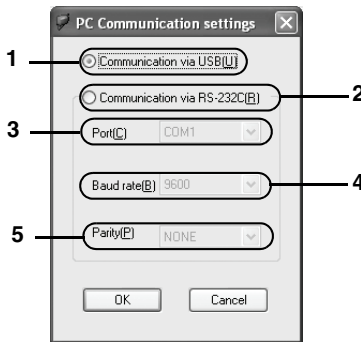 PC Communication settings
1
Communication via USB(U)
Communication via RS-232C(R)
2
3
Port(C) COM1
Baud rate(B) 9600
4
5
Parity(P) NONE
OK Cancel